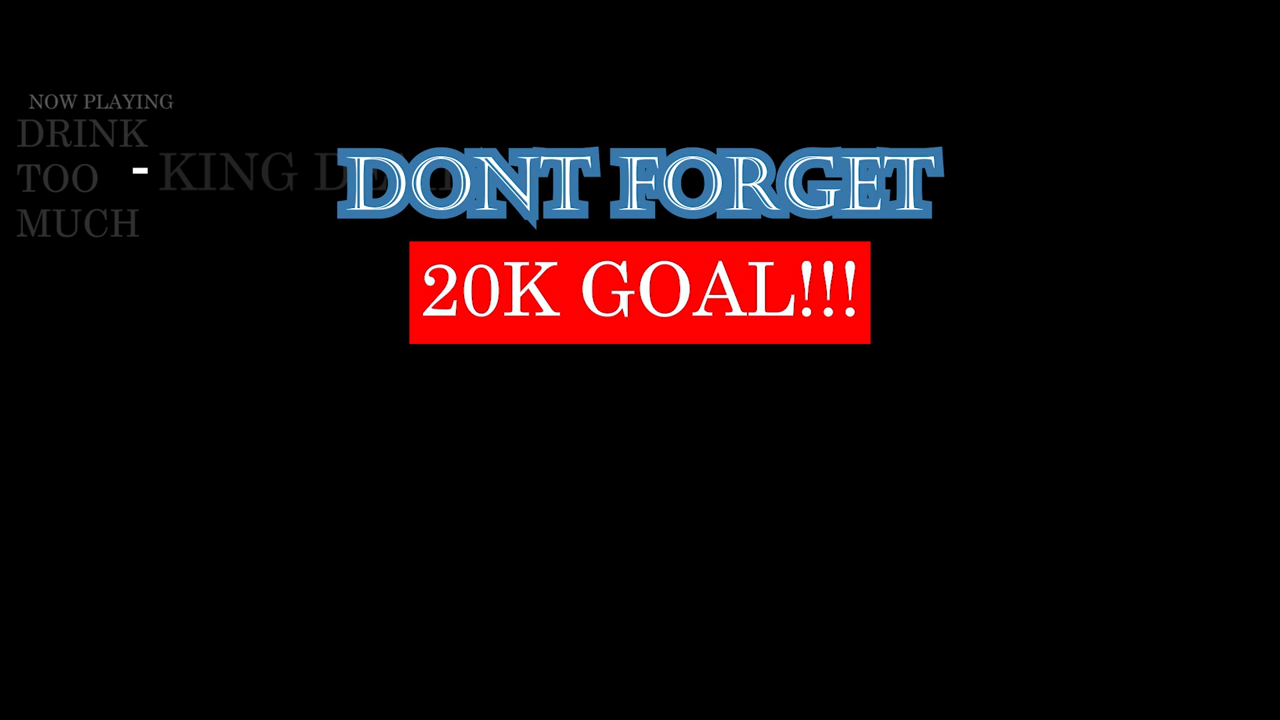 NOW PLAYING
DRINK
TOO
MUCH
- KING
DONT FORGET
20K GOAL!!!